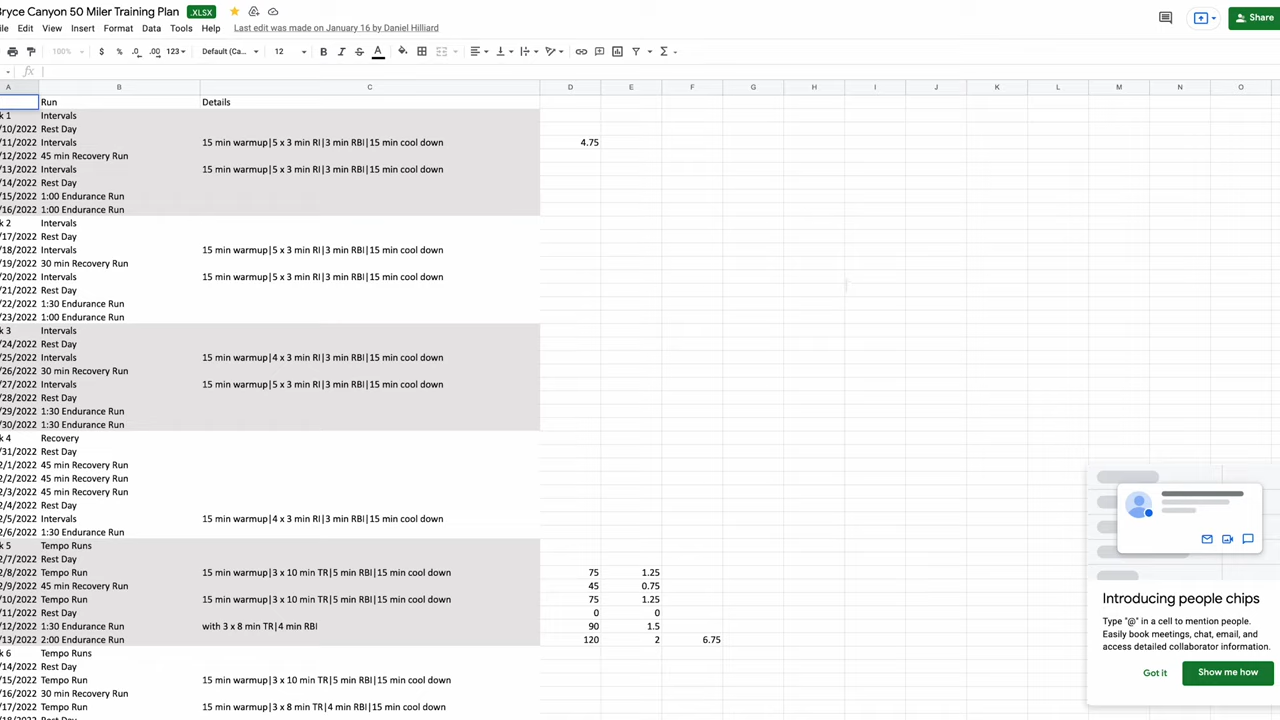 Bryce Canyon 50 Miler Training Plan .XLSX
File Edit View Insert Format Data Tools Help Last edit was made on January 16 by Daniel Hilliard
Share
100% $ % .0 .00 123 Default (Ca... 12 B I S A Σ
fx
A B C D E F G H I J K L M N O
Run Details
k 1 Intervals
/10/2022 Rest Day
/11/2022 Intervals 15 min warmup|5 x 3 min RI|3 min RBI|15 min cool down 4.75
/12/2022 45 min Recovery Run
/13/2022 Intervals 15 min warmup|5 x 3 min RI|3 min RBI|15 min cool down
/14/2022 Rest Day
/15/2022 1:00 Endurance Run
/16/2022 1:00 Endurance Run
k 2 Intervals
/17/2022 Rest Day
/18/2022 Intervals 15 min warmup|5 x 3 min RI|3 min RBI|15 min cool down
/19/2022 30 min Recovery Run
/20/2022 Intervals 15 min warmup|5 x 3 min RI|3 min RBI|15 min cool down
/21/2022 Rest Day
/22/2022 1:30 Endurance Run
/23/2022 1:00 Endurance Run
k 3 Intervals
/24/2022 Rest Day
/25/2022 Intervals 15 min warmup|4 x 3 min RI|3 min RBI|15 min cool down
/26/2022 30 min Recovery Run
/27/2022 Intervals 15 min warmup|5 x 3 min RI|3 min RBI|15 min cool down
/28/2022 Rest Day
/29/2022 1:30 Endurance Run
/30/2022 1:30 Endurance Run
k 4 Recovery
/31/2022 Rest Day
2/1/2022 45 min Recovery Run
2/2/2022 45 min Recovery Run
2/3/2022 45 min Recovery Run
2/4/2022 Rest Day
2/5/2022 Intervals 15 min warmup|4 x 3 min RI|3 min RBI|15 min cool down
2/6/2022 1:30 Endurance Run
k 5 Tempo Runs
2/7/2022 Rest Day
2/8/2022 Tempo Run 15 min warmup|3 x 10 min TR|5 min RBI|15 min cool down 75 1.25
2/9/2022 45 min Recovery Run 45 0.75
/10/2022 Tempo Run 15 min warmup|3 x 10 min TR|5 min RBI|15 min cool down 75 1.25
/11/2022 Rest Day 0 0
/12/2022 1:30 Endurance Run with 3 x 8 min TR|4 min RBI 90 1.5
/13/2022 2:00 Endurance Run 120 2 6.75
k 6 Tempo Runs
/14/2022 Rest Day
/15/2022 Tempo Run 15 min warmup|3 x 10 min TR|5 min RBI|15 min cool down
/16/2022 30 min Recovery Run
/17/2022 Tempo Run 15 min warmup|3 x 8 min TR|4 min RBI|15 min cool down
/18/2022 Rest Day
Introducing people chips
Type "@" in a cell to mention people.
Easily book meetings, chat, email, and
access detailed collaborator information.
Got it Show me how